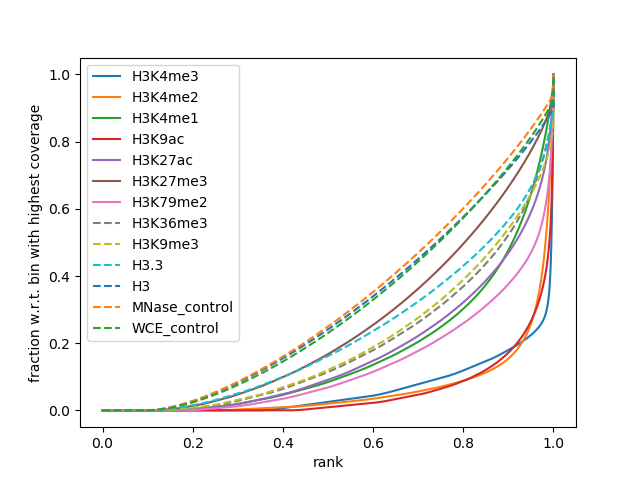 fraction w.r.t. bin with highest coverage
1.0
0.8
0.6
0.4
0.2
0.0
H3K4me3
H3K4me2
H3K4me1
H3K9ac
H3K27ac
H3K27me3
H3K79me2
H3K36me3
H3K9me3
H3.3
H3
MNase_control
WCE_control
0.0 0.2 0.4 0.6 0.8 1.0
rank